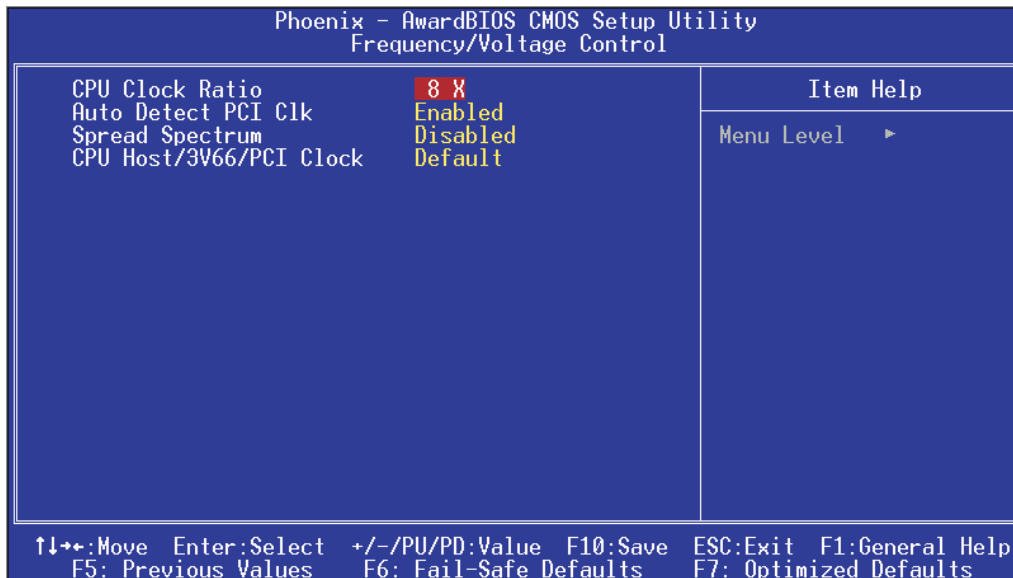 Phoenix - AwardBIOS CMOS Setup Utility
Frequency/Voltage Control
CPU Clock Ratio 8 X
Auto Detect PCI Clk Enabled
Spread Spectrum Disabled
CPU Host/3V66/PCI Clock Default
Item Help
Menu Level ►
↑↓→←:Move Enter:Select +/-/PU/PD:Value F10:Save ESC:Exit F1:General Help
F5: Previous Values F6: Fail-Safe Defaults F7: Optimized Defaults